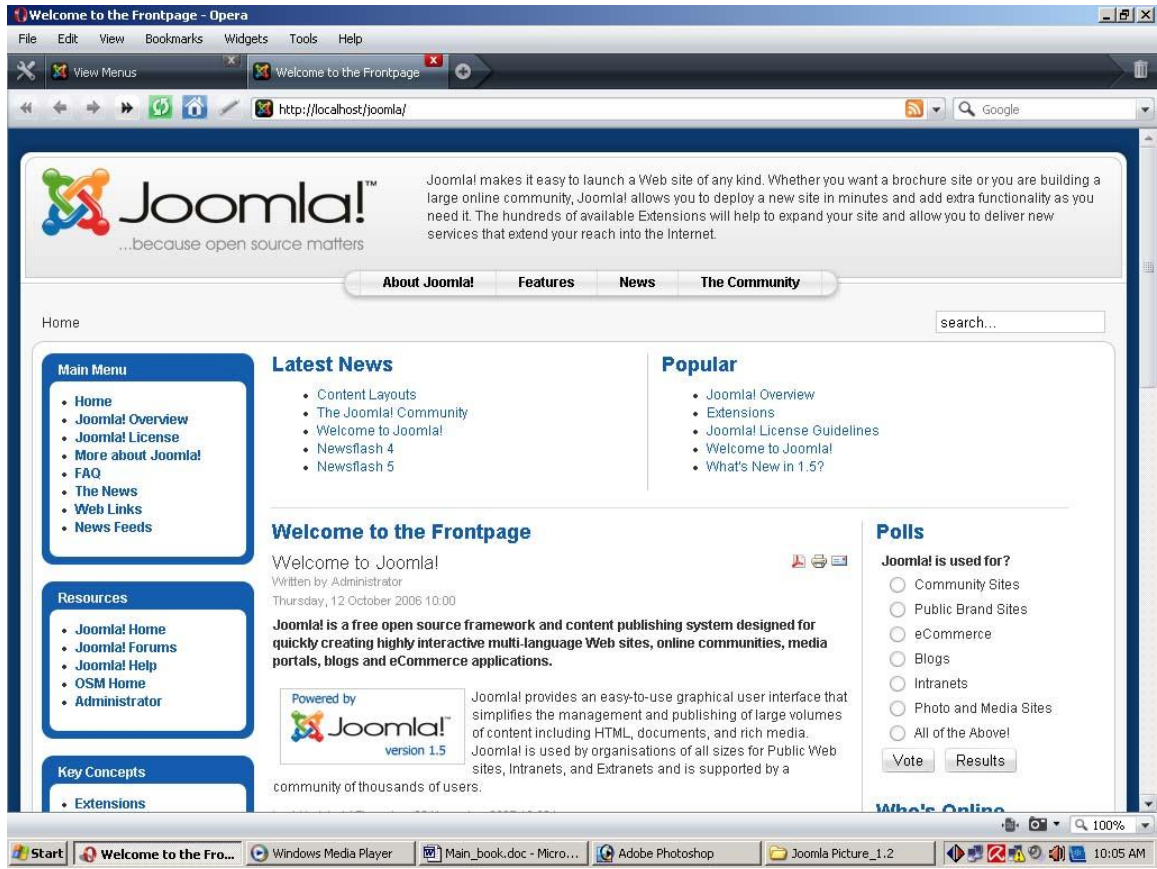 Welcome to the Frontpage - Opera
File Edit View Bookmarks Widgets Tools Help
View Menus
Welcome to the Frontpage
http://localhost/joomla/
Google
Joomla!™
...because open source matters
Joomla! makes it easy to launch a Web site of any kind. Whether you want a brochure site or you are building a
large online community, Joomla! allows you to deploy a new site in minutes and add extra functionality as you
need it. The hundreds of available Extensions will help to expand your site and allow you to deliver new
services that extend your reach into the Internet.
About Joomla! Features News The Community
Home
search...
Main Menu
Home
Joomla! Overview
Joomla! License
More about Joomla!
FAQ
The News
Web Links
News Feeds
Resources
Joomla! Home
Joomla! Forums
Joomla! Help
OSM Home
Administrator
Key Concepts
Extensions
Latest News
Content Layouts
The Joomla! Community
Welcome to Joomla!
Newsflash 4
Newsflash 5
Popular
Joomla! Overview
Extensions
Joomla! License Guidelines
Welcome to Joomla!
What's New in 1.5?
Welcome to the Frontpage
Welcome to Joomla!
Written by Administrator
Thursday, 12 October 2006 10:00
Joomla! is a free open source framework and content publishing system designed for
quickly creating highly interactive multi-language Web sites, online communities, media
portals, blogs and eCommerce applications.
Powered by
Joomla!™
version 1.5
Joomla! provides an easy-to-use graphical user interface that
simplifies the management and publishing of large volumes
of content including HTML, documents, and rich media.
Joomla! is used by organisations of all sizes for Public Web
sites, Intranets, and Extranets and is supported by a
community of thousands of users.
Polls
Joomla! is used for?
Community Sites
Public Brand Sites
eCommerce
Blogs
Intranets
Photo and Media Sites
All of the Above!
Vote Results
Who's Online
100%
Start Welcome to the Fro... Windows Media Player Main_book.doc - Micro... Adobe Photoshop Joomla Picture_1.2 10:05 AM